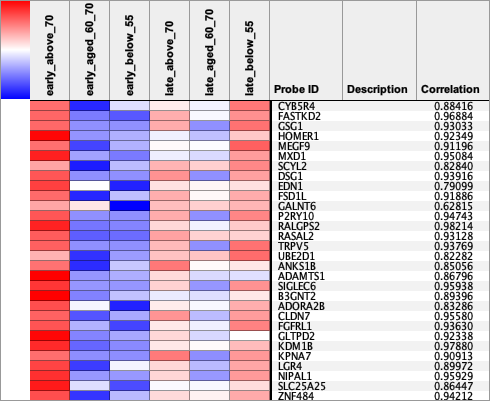 early_above_70
early_aged_60_70
early_below_55
late_above_70
late_aged_60_70
late_below_55
Probe ID Description Correlation
CYB5R4 0.88416
FASTKD2 0.96884
GSG1 0.93033
HOMER1 0.92349
MEGF9 0.91196
MXD1 0.95084
SCYL2 0.82840
DSG1 0.93916
EDN1 0.79099
FSD1L 0.91886
GALNT6 0.62815
P2RY10 0.94743
RALGPS2 0.98214
RASAL2 0.93128
TRPV5 0.93769
UBE2D1 0.82282
ANKS1B 0.85056
ADAMTS1 0.86796
SIGLEC6 0.95938
B3GNT2 0.89396
ADORA2B 0.83286
CLDN7 0.95580
FGFRL1 0.93630
GLTPD2 0.92338
KDM1B 0.97880
KPNA7 0.90913
LGR4 0.89972
NIPAL1 0.95929
SLC25A25 0.86447
ZNF484 0.94212